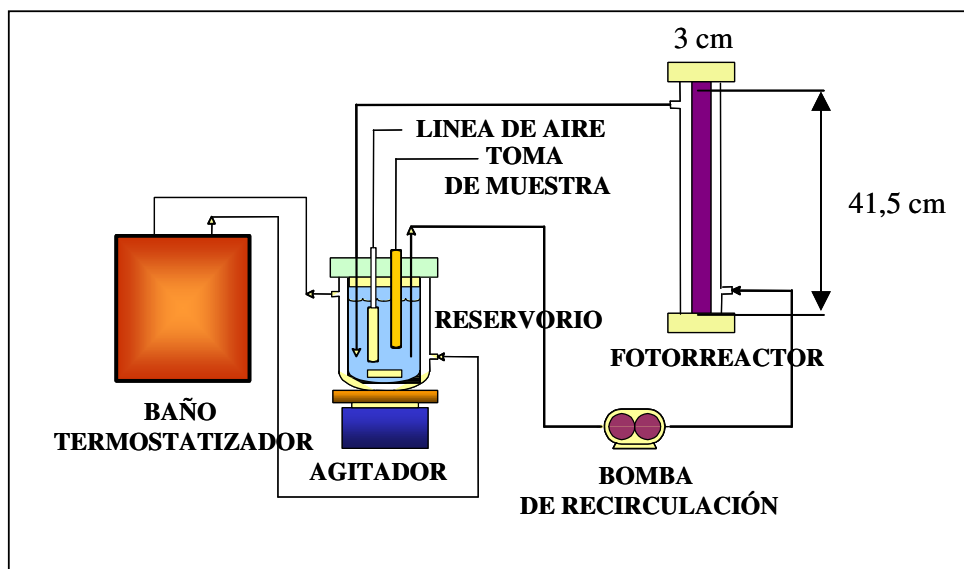 3 cm
LINEA DE AIRE
TOMA
DE MUESTRA
41,5 cm
RESERVORIO
FOTORREACTOR
BAÑO
TERMOSTATIZADOR
AGITADOR
BOMBA
DE RECIRCULACIÓN